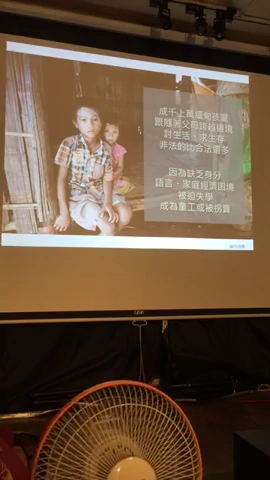 成千上萬緬甸孩童
跟隨著父母跨越邊境
討生活、求生存
非法的比合法還多
因為缺乏身分
語言、家庭經濟困境
被迫失學
成為童工或被拐賣